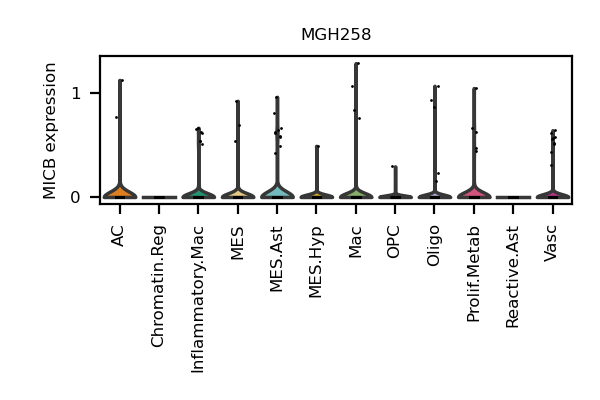 MGH258
MICB expression
1
0
AC
Chromatin.Reg
Inflammatory.Mac
MES
MES.Ast
MES.Hyp
Mac
OPC
Oligo
Prolif.Metab
Reactive.Ast
Vasc